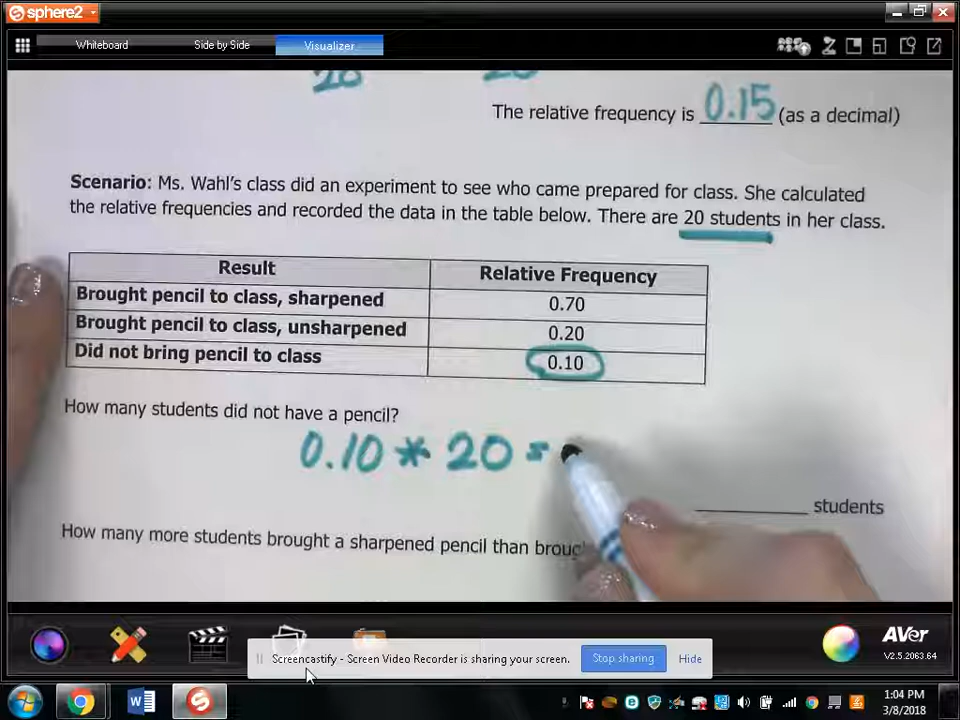 sphere2
Whiteboard Side by Side Visualizer
20 20
The relative frequency is 0.15 (as a decimal)
Scenario: Ms. Wahl's class did an experiment to see who came prepared for class. She calculated
the relative frequencies and recorded the data in the table below. There are 20 students in her class.
Result Relative Frequency
Brought pencil to class, sharpened 0.70
Brought pencil to class, unsharpened 0.20
Did not bring pencil to class 0.10
How many students did not have a pencil?
0.10 * 20 =
students
How many more students brought a sharpened pencil than
Screencastify - Screen Video Recorder is sharing your screen. Stop sharing Hide
AVer
V2.5.2063.64
1:04 PM
3/8/2018